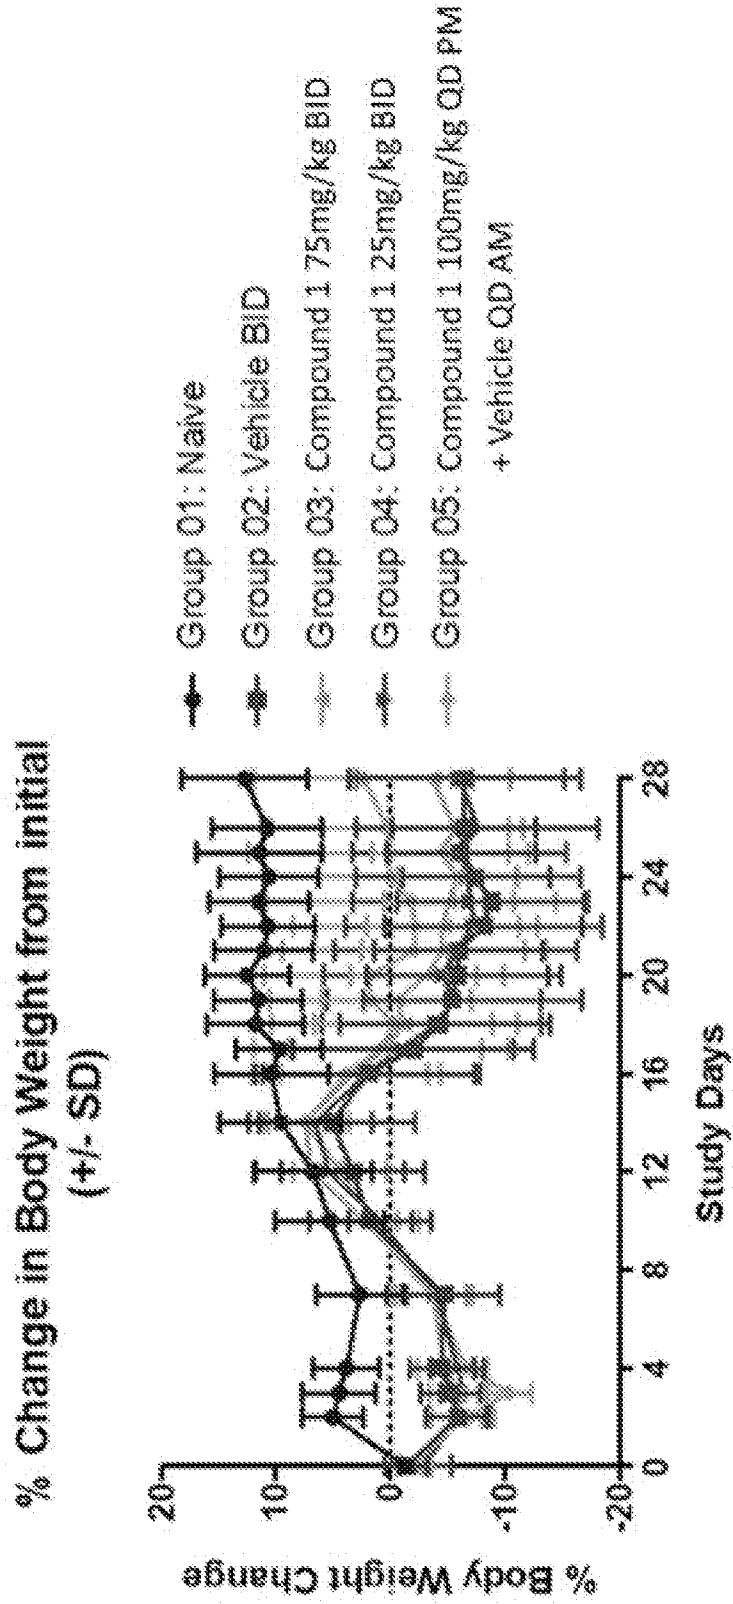 % Change in Body Weight from initial
(+/- SD)
% Body Weight Change
20
10
0
-10
-20
0
4
8
12
16
20
24
28
Study Days
Group 01: Naive
Group 02: Vehicle BID
Group 03: Compound 1 75mg/kg BID
Group 04: Compound 1 25mg/kg BID
Group 05: Compound 1 100mg/kg QD PM
+ Vehicle QD AM